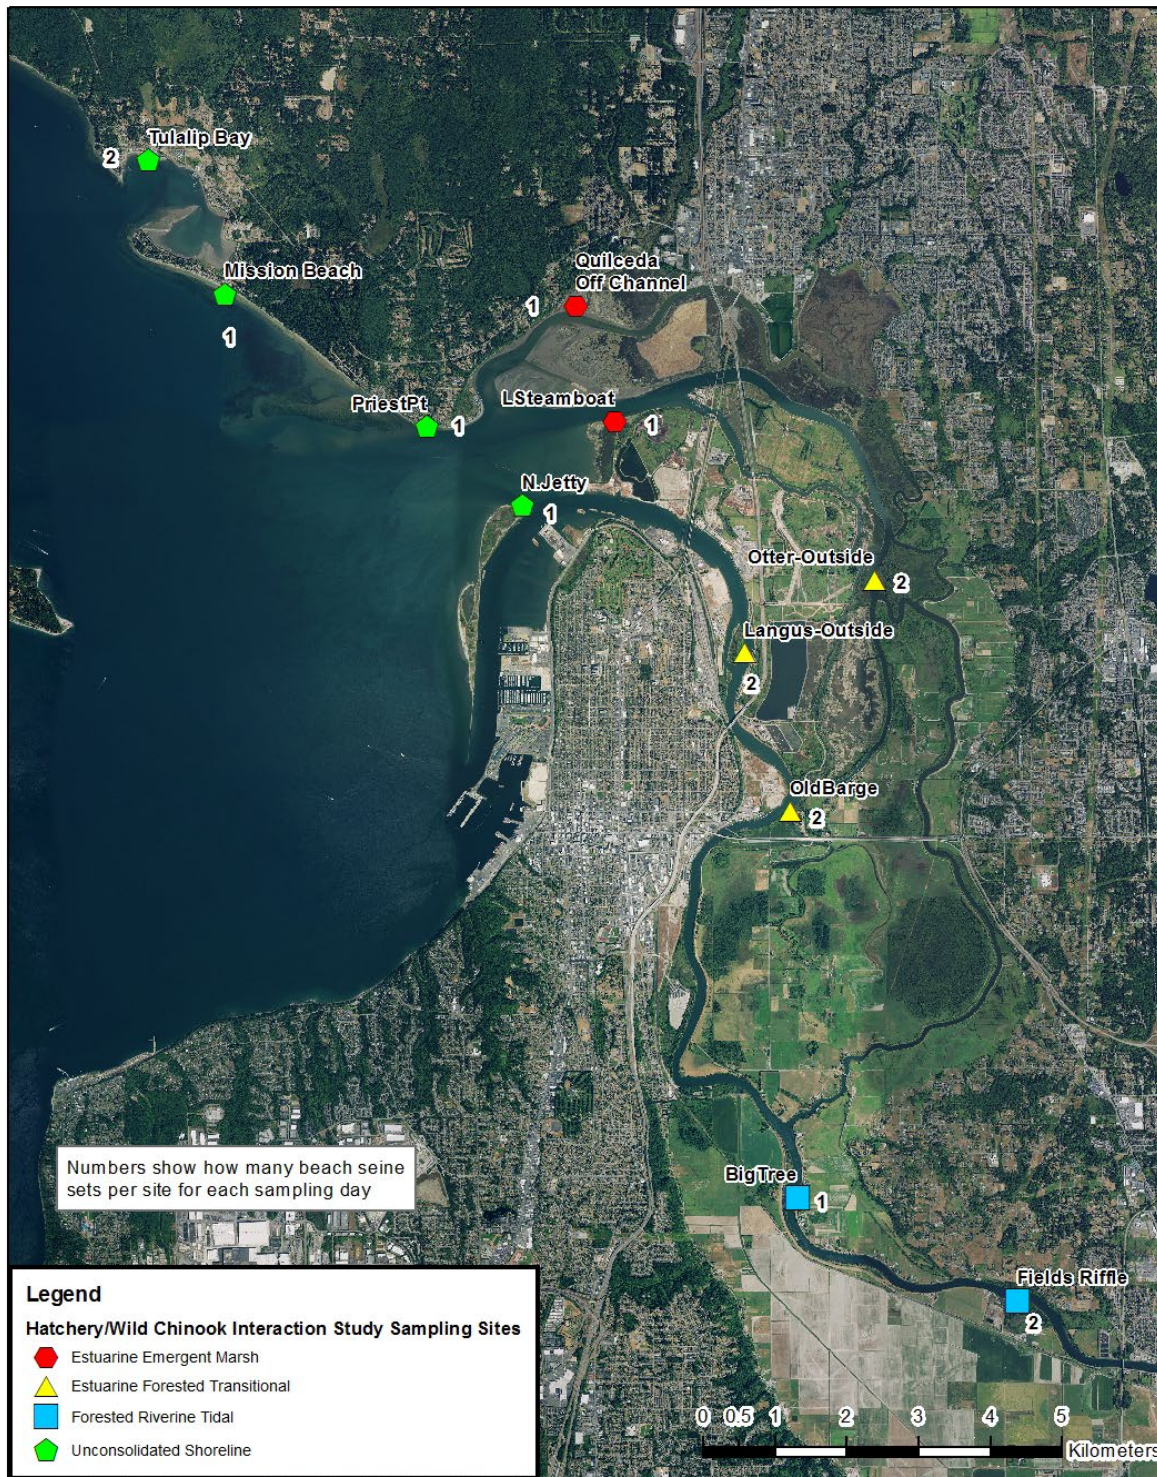 Tulalip Bay
2
Mission Beach
1
Quilceda
Off Channel
1
PriestPt
1
LSteamboat
1
N.Jetty
1
Otter-Outside
2
Langus-Outside
2
OldBarge
2
BigTree
1
Fields Riffle
2
Numbers show how many beach seine
sets per site for each sampling day
Legend
Hatchery/Wild Chinook Interaction Study Sampling Sites
Estuarine Emergent Marsh
Estuarine Forested Transitional
Forested Riverine Tidal
Unconsolidated Shoreline
0 0.5 1 2 3 4 5
Kilometers